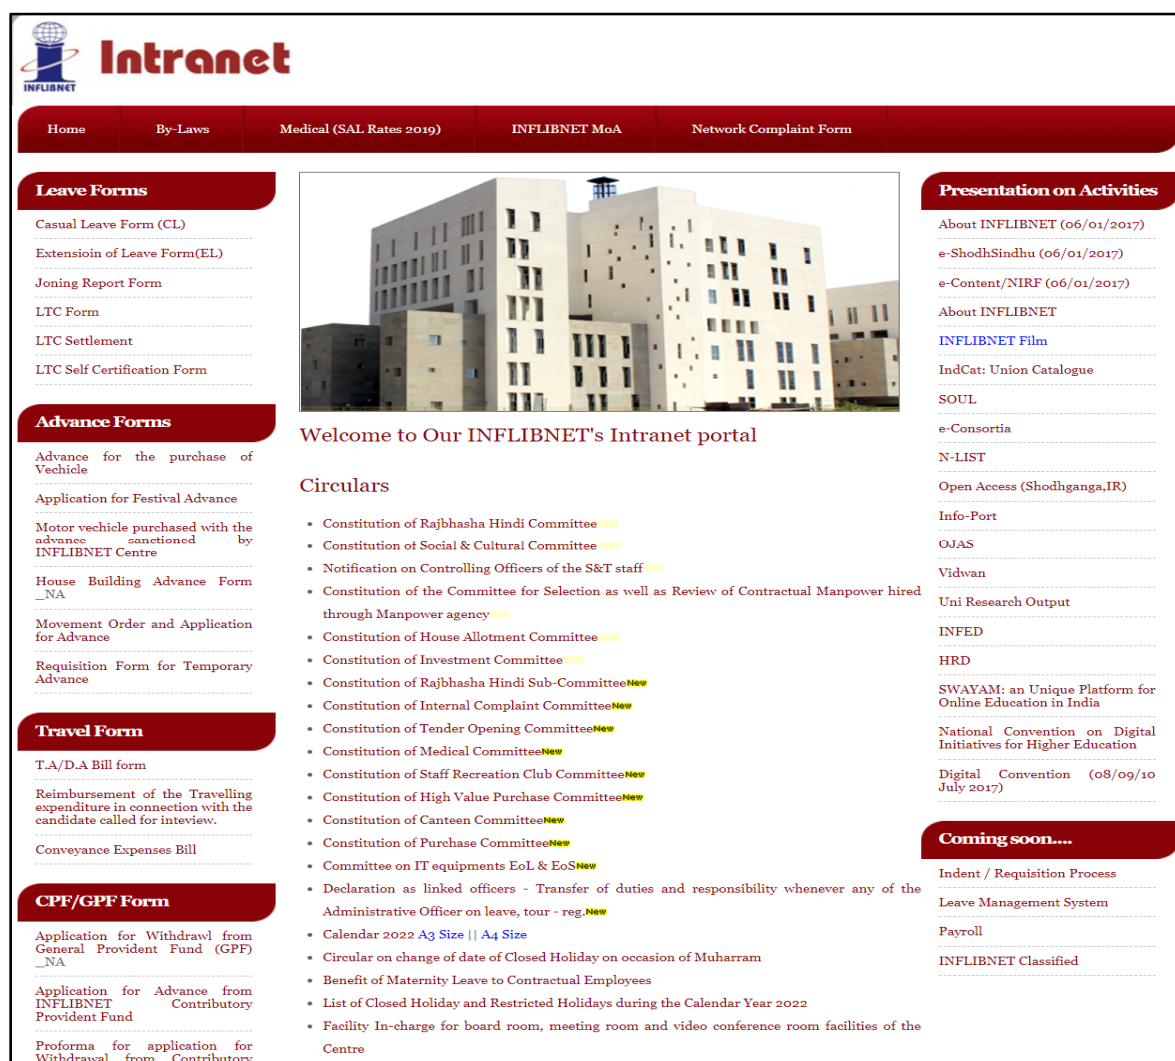 INFLIBNET
Intranet
Home
By-Laws
Medical (SAL Rates 2019)
INFLIBNET MoA
Network Complaint Form
Leave Forms
Casual Leave Form (CL)
Extensioin of Leave Form(EL)
Joning Report Form
LTC Form
LTC Settlement
LTC Self Certification Form
Advance Forms
Advance for the purchase of
Vechicle
Application for Festival Advance
Motor vechicle purchased with the
advance sanctioned by
INFLIBNET Centre
House Building Advance Form
_NA
Movement Order and Application
for Advance
Requisition Form for Temporary
Advance
Travel Form
T.A/D.A Bill form
Reimbursement of the Travelling
expenditure in connection with the
candidate called for inteview.
Conveyance Expenses Bill
CPF/GPF Form
Application for Withdrawl from
General Provident Fund (GPF)
_NA
Application for Advance from
INFLIBNET Contributory
Provident Fund
Proforma for application for
Withdrawal from Contributory
Welcome to Our INFLIBNET's Intranet portal
Circulars
Constitution of Rajbhasha Hindi Committee
Constitution of Social & Cultural Committee
Notification on Controlling Officers of the S&T staff
Constitution of the Committee for Selection as well as Review of Contractual Manpower hired
through Manpower agency
Constitution of House Allotment Committee
Constitution of Investment Committee
Constitution of Rajbhasha Hindi Sub-Committee New
Constitution of Internal Complaint Committee New
Constitution of Tender Opening Committee New
Constitution of Medical Committee New
Constitution of Staff Recreation Club Committee New
Constitution of High Value Purchase Committee New
Constitution of Canteen Committee New
Constitution of Purchase Committee New
Committee on IT equipments EoL & EoS New
Declaration as linked officers - Transfer of duties and responsibility whenever any of the
Administrative Officer on leave, tour - reg. New
Calendar 2022 A3 Size || A4 Size
Circular on change of date of Closed Holiday on occasion of Muharram
Benefit of Maternity Leave to Contractual Employees
List of Closed Holiday and Restricted Holidays during the Calendar Year 2022
Facility In-charge for board room, meeting room and video conference room facilities of the
Centre
Presentation on Activities
About INFLIBNET (06/01/2017)
e-ShodhSindhu (06/01/2017)
e-Content/NIRF (06/01/2017)
About INFLIBNET
INFLIBNET Film
IndCat: Union Catalogue
SOUL
e-Consortia
N-LIST
Open Access (Shodhganga,IR)
Info-Port
OJAS
Vidwan
Uni Research Output
INFED
HRD
SWAYAM: an Unique Platform for
Online Education in India
National Convention on Digital
Initiatives for Higher Education
Digital Convention (08/09/10
July 2017)
Coming soon....
Indent / Requisition Process
Leave Management System
Payroll
INFLIBNET Classified